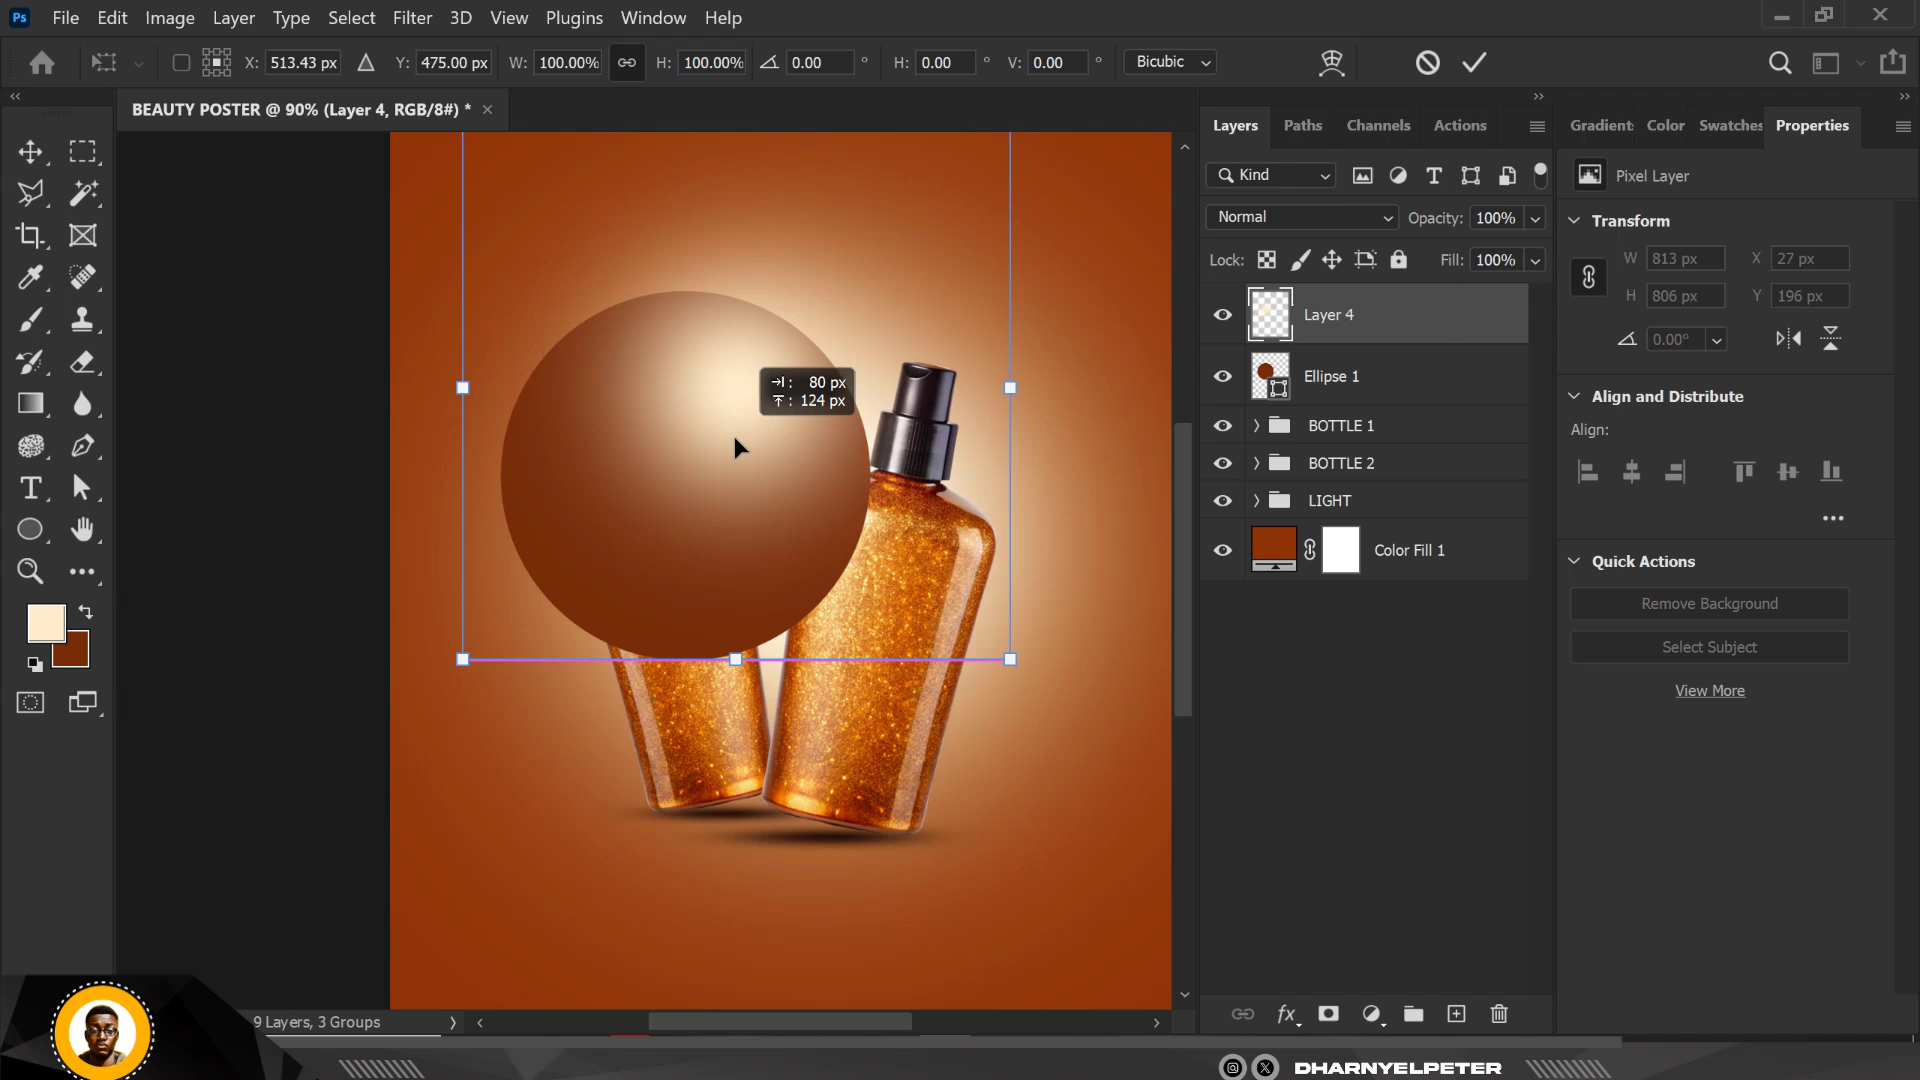 Ps File Edit Image Layer Type Select Filter 3D View Plugins Window Help
X: 513.43 px Y: 475.00 px W: 100.00% H: 100.00% 0.00 ° H: 0.00 ° V: 0.00 ° Bicubic
BEAUTY POSTER @ 90% (Layer 4, RGB/8#) * ×
Layers Paths Channels Actions
Kind
Normal Opacity: 100%
Lock: Fill: 100%
Layer 4
Ellipse 1
BOTTLE 1
BOTTLE 2
LIGHT
Color Fill 1
Gradient Color Swatches Properties
Pixel Layer
Transform
W 813 px X 27 px
H 806 px Y 196 px
0.00°
Align and Distribute
Align:
Quick Actions
Remove Background
Select Subject
View More
: 80 px
: 124 px
9 Layers, 3 Groups
DHARNYELPETER